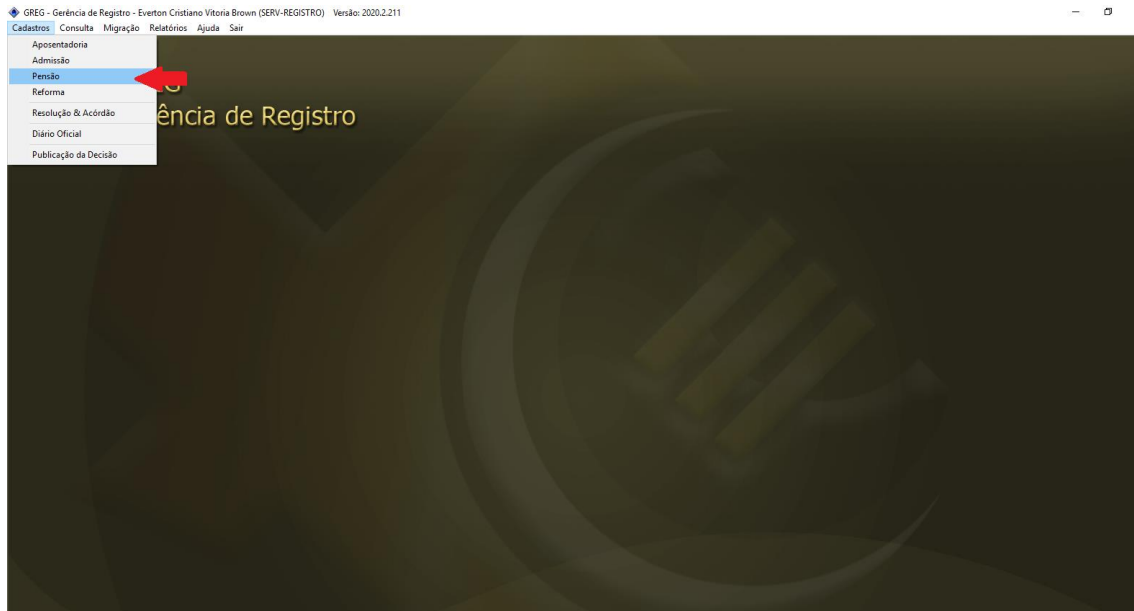 GREG - Gerência de Registro - Everton Cristiano Vitoria Brown (SERV-REGISTRO) Versão: 2020.2.211
Cadastros Consulta Migração Relatórios Ajuda Sair
Aposentadoria
Admissão
Pensão
Reforma
Resolução & Acórdão
Diário Oficial
Publicação da Decisão
ência de Registro